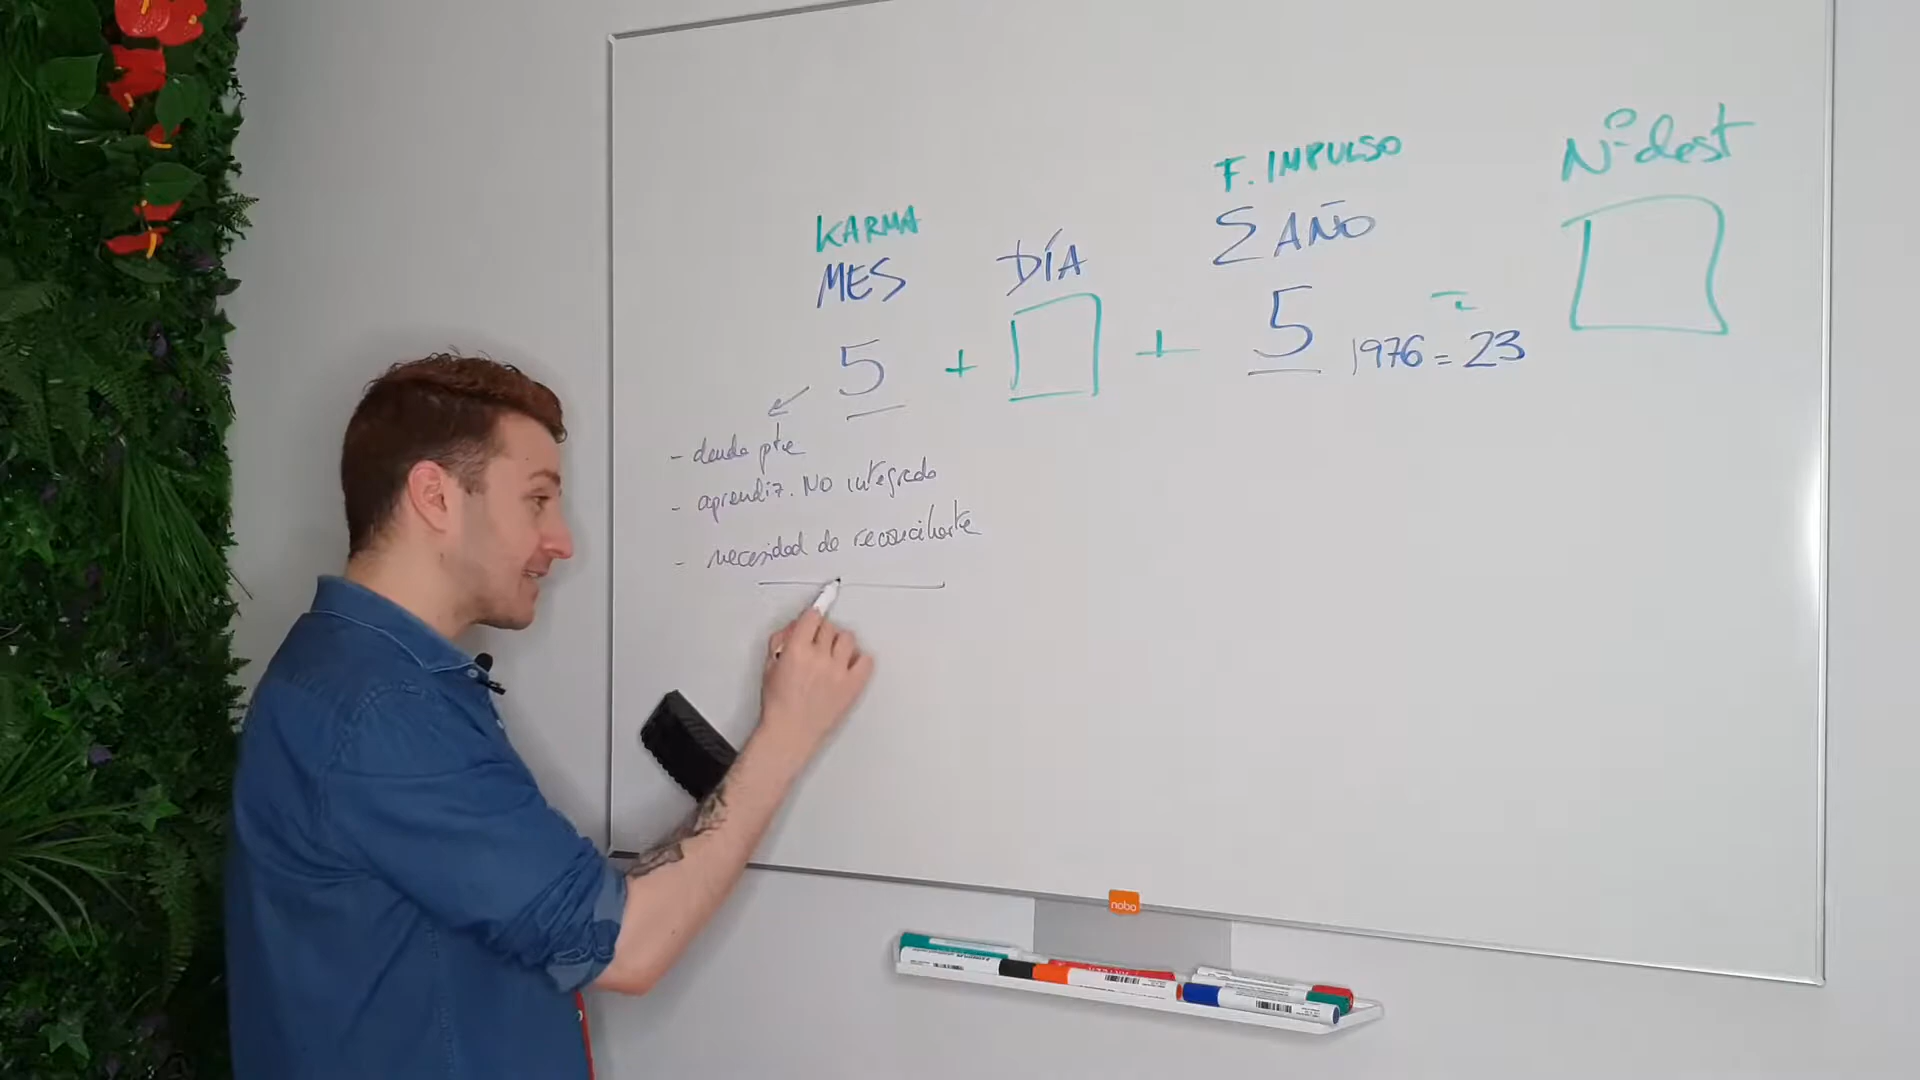 KARMA
MES
DÍA
F. IMPULSO
Σ AÑO
Nº dest
5 + + 5 1976 = 23 =
- deuda pte
- aprendiz. No integrado
- necesidad de reconciliarte
nobo